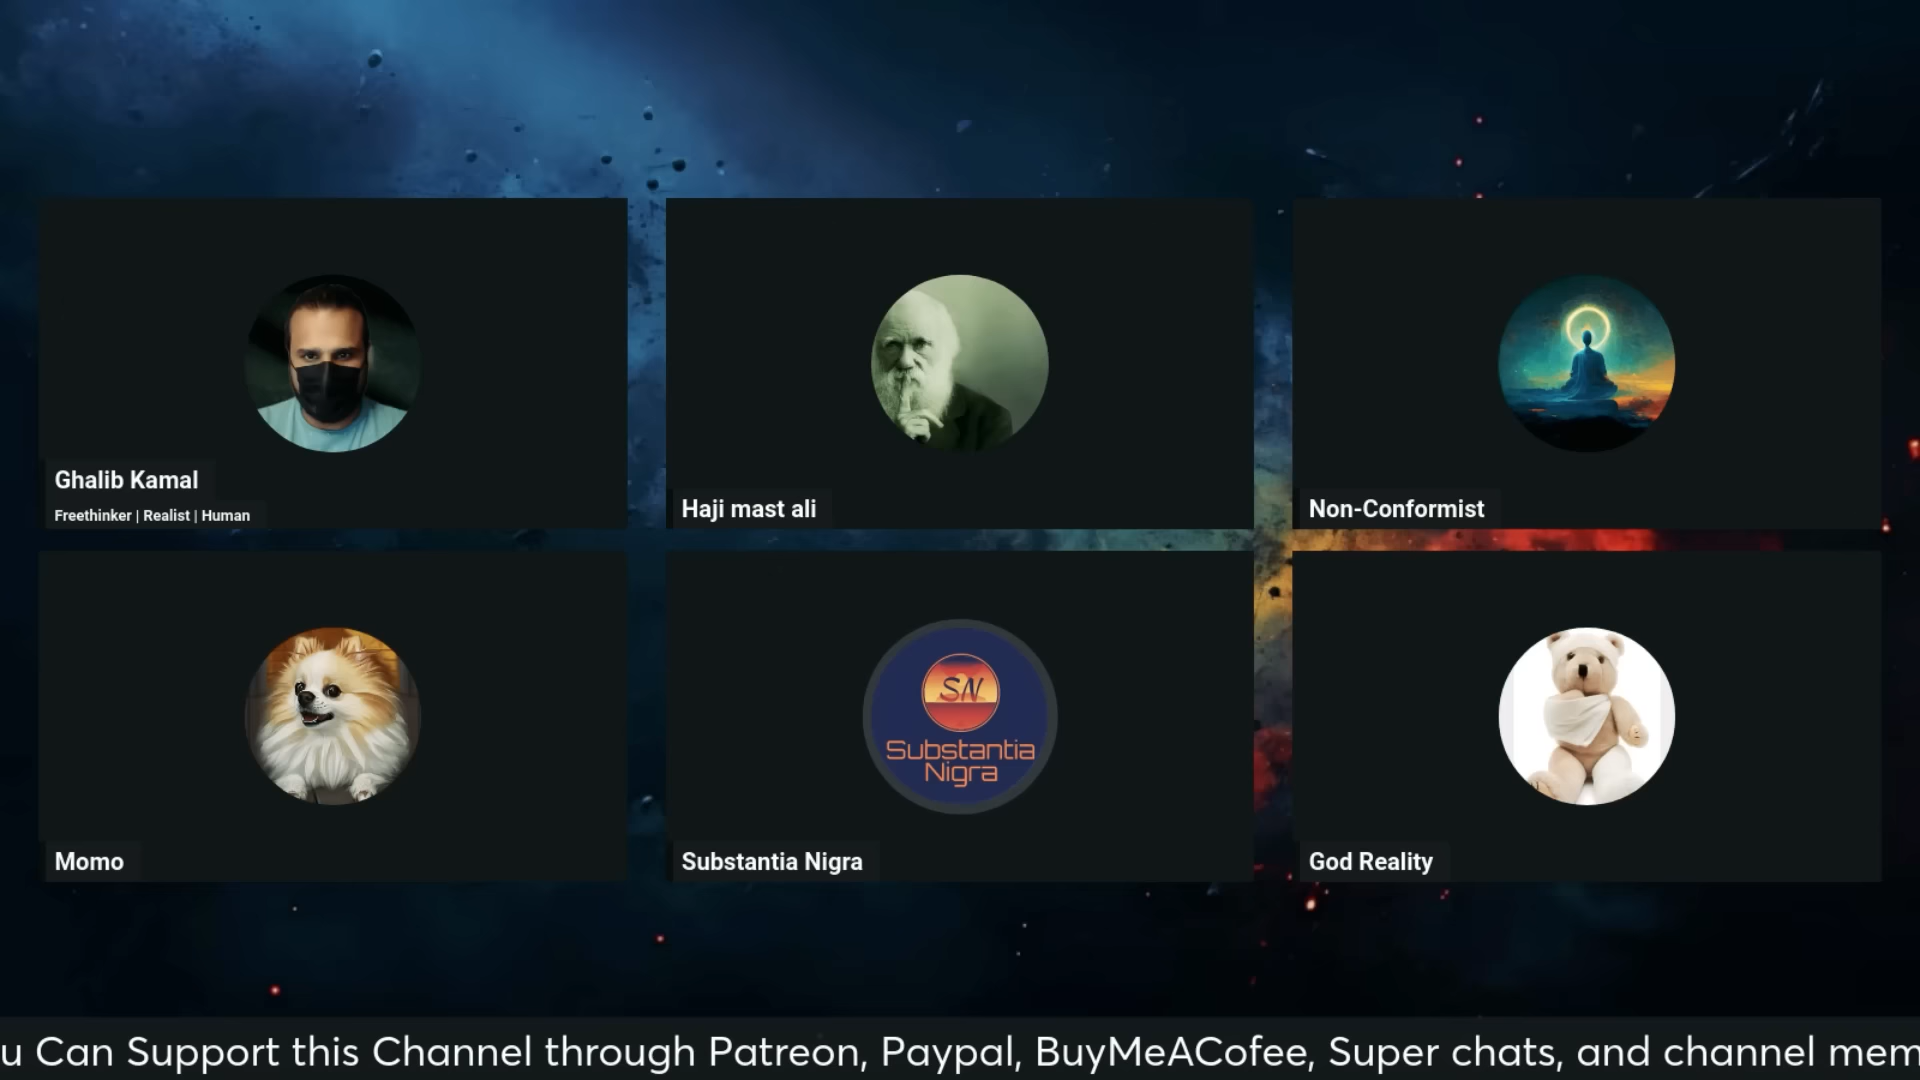 Ghalib Kamal
Freethinker | Realist | Human
Haji mast ali
Non-Conformist
Momo
SN
Substantia
Nigra
Substantia Nigra
God Reality
u Can Support this Channel through Patreon, Paypal, BuyMeACofee, Super chats, and channel mem